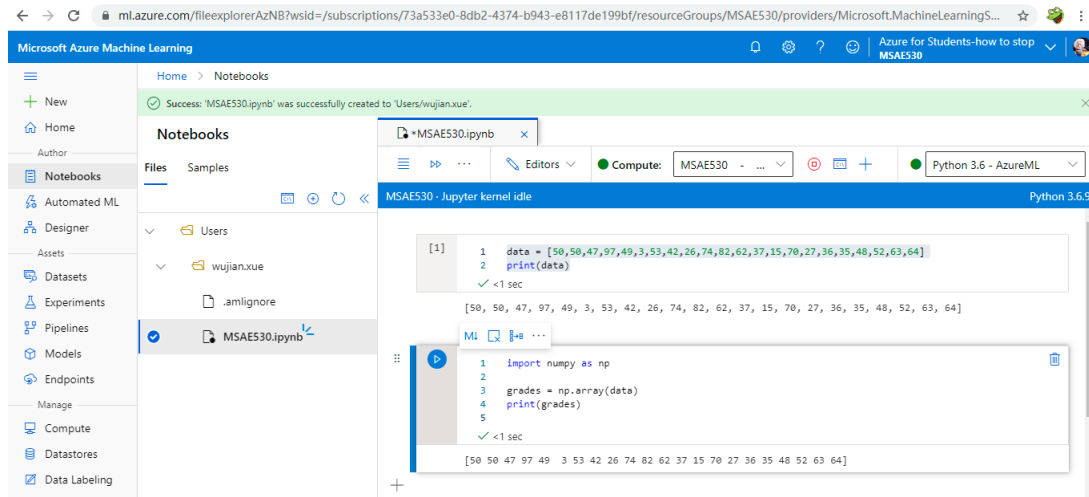 ml.azure.com/fileexplorerAzNB?wsid=/subscriptions/73a533e0-8db2-4374-b943-e8117de199bf/resourceGroups/MSAE530/providers/Microsoft.MachineLearningS...
Microsoft Azure Machine Learning
Azure for Students-how to stop
MSAE530
Home > Notebooks
New
Success: 'MSAE530.ipynb' was successfully created to 'Users/wujian.xue'.
Home
Author
Notebooks
Automated ML
Designer
Assets
Datasets
Experiments
Pipelines
Models
Endpoints
Manage
Compute
Datastores
Data Labeling
Notebooks
Files Samples
Users
wujian.xue
.amlignore
MSAE530.ipynb
*MSAE530.ipynb
Editors
Compute: MSAE530 - ...
Python 3.6 - AzureML
MSAE530 · Jupyter kernel idle
Python 3.6.9
[1]
1 data = [50,50,47,97,49,3,53,42,26,74,82,62,37,15,70,27,36,35,48,52,63,64]
2 print(data)
<1 sec
[50, 50, 47, 97, 49, 3, 53, 42, 26, 74, 82, 62, 37, 15, 70, 27, 36, 35, 48, 52, 63, 64]
M↓ ...
1 import numpy as np
2
3 grades = np.array(data)
4 print(grades)
5
<1 sec
[50 50 47 97 49  3 53 42 26 74 82 62 37 15 70 27 36 35 48 52 63 64]